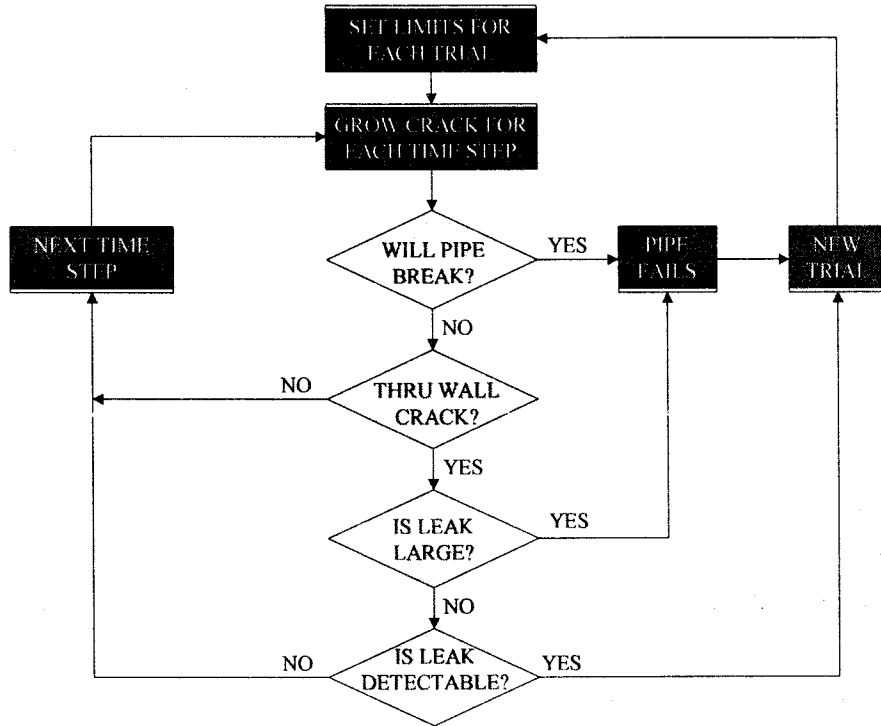 SET LIMITS FOR
EACH TRIAL
GROW CRACK FOR
EACH TIME STEP
NEXT TIME
STEP
WILL PIPE
BREAK?
YES
PIPE
FAILS
NEW
TRIAL
NO
THRU WALL
CRACK?
NO
YES
IS LEAK
LARGE?
YES
NO
IS LEAK
DETECTABLE?
NO
YES